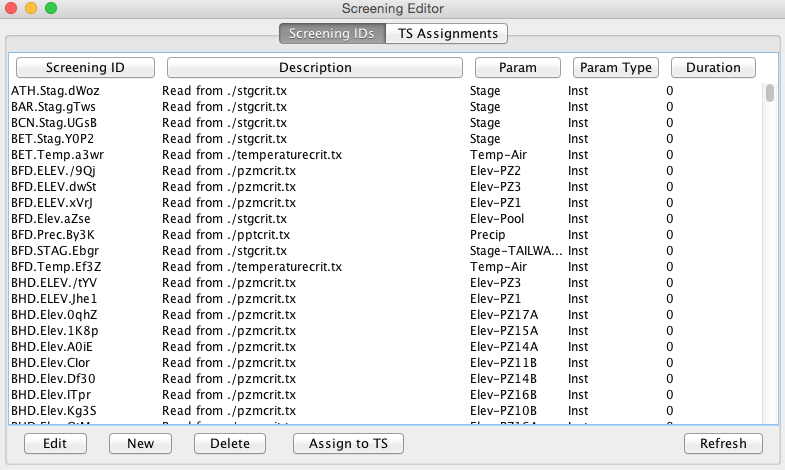 Screening Editor
Screening IDs TS Assignments
Screening ID Description Param Param Type Duration
ATH.Stag.dWoz Read from ./stgcrit.tx Stage Inst 0
BAR.Stag.gTws Read from ./stgcrit.tx Stage Inst 0
BCN.Stag.UGsB Read from ./stgcrit.tx Stage Inst 0
BET.Stag.Y0P2 Read from ./stgcrit.tx Stage Inst 0
BET.Temp.a3wr Read from ./temperaturecrit.tx Temp-Air Inst 0
BFD.ELEV./9Qj Read from ./pzmcrit.tx Elev-PZ2 Inst 0
BFD.ELEV.dwSt Read from ./pzmcrit.tx Elev-PZ3 Inst 0
BFD.ELEV.xVrJ Read from ./pzmcrit.tx Elev-PZ1 Inst 0
BFD.Elev.aZse Read from ./stgcrit.tx Elev-Pool Inst 0
BFD.Prec.By3K Read from ./pptcrit.tx Precip Inst 0
BFD.STAG.Ebgr Read from ./stgcrit.tx Stage-TAILWA... Inst 0
BFD.Temp.Ef3Z Read from ./temperaturecrit.tx Temp-Air Inst 0
BHD.ELEV./tYV Read from ./pzmcrit.tx Elev-PZ3 Inst 0
BHD.ELEV.Jhe1 Read from ./pzmcrit.tx Elev-PZ1 Inst 0
BHD.Elev.0qhZ Read from ./pzmcrit.tx Elev-PZ17A Inst 0
BHD.Elev.1K8p Read from ./pzmcrit.tx Elev-PZ15A Inst 0
BHD.Elev.A0iE Read from ./pzmcrit.tx Elev-PZ14A Inst 0
BHD.Elev.Clor Read from ./pzmcrit.tx Elev-PZ11B Inst 0
BHD.Elev.Df30 Read from ./pzmcrit.tx Elev-PZ14B Inst 0
BHD.Elev.ITpr Read from ./pzmcrit.tx Elev-PZ16B Inst 0
BHD.Elev.Kg3S Read from ./pzmcrit.tx Elev-PZ10B Inst 0
Edit New Delete Assign to TS Refresh